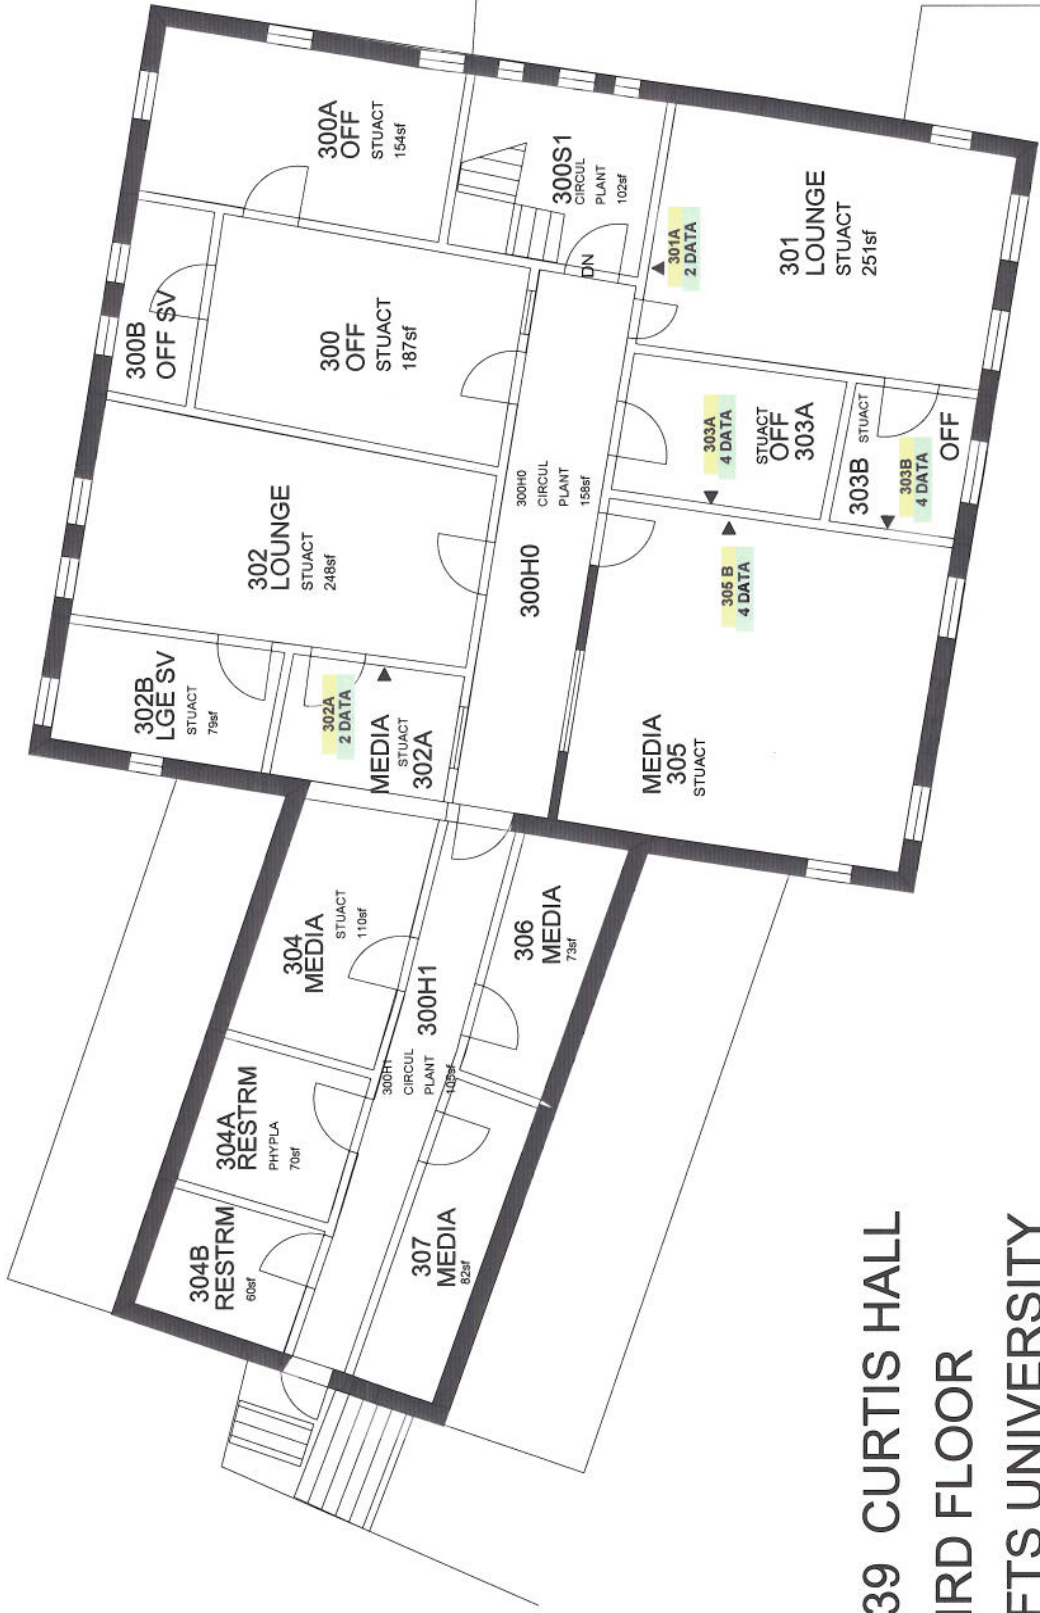 300A
OFF
STUACT
154sf
300S1
CIRCUL
PLANT
102sf
DN
301A
2 DATA
301
LOUNGE
STUACT
251sf
300B
OFF SV
300
OFF
STUACT
187sf
303A
4 DATA
STUACT
OFF
303A
303B
STUACT
303B
4 DATA
OFF
302
LOUNGE
STUACT
248sf
300H0
CIRCUL
PLANT
158sf
300H0
305 B
4 DATA
302B
LGE SV
STUACT
79sf
302A
2 DATA
MEDIA
STUACT
302A
MEDIA
305
STUACT
304
MEDIA
STUACT
110sf
306
MEDIA
73sf
300H1
300H1
CIRCUL
PLANT
105sf
304A
RESTRM
PHYPLA
70sf
304B
RESTRM
60sf
307
MEDIA
82sf
39 CURTIS HALL
IRD FLOOR
FTS UNIVERSITY